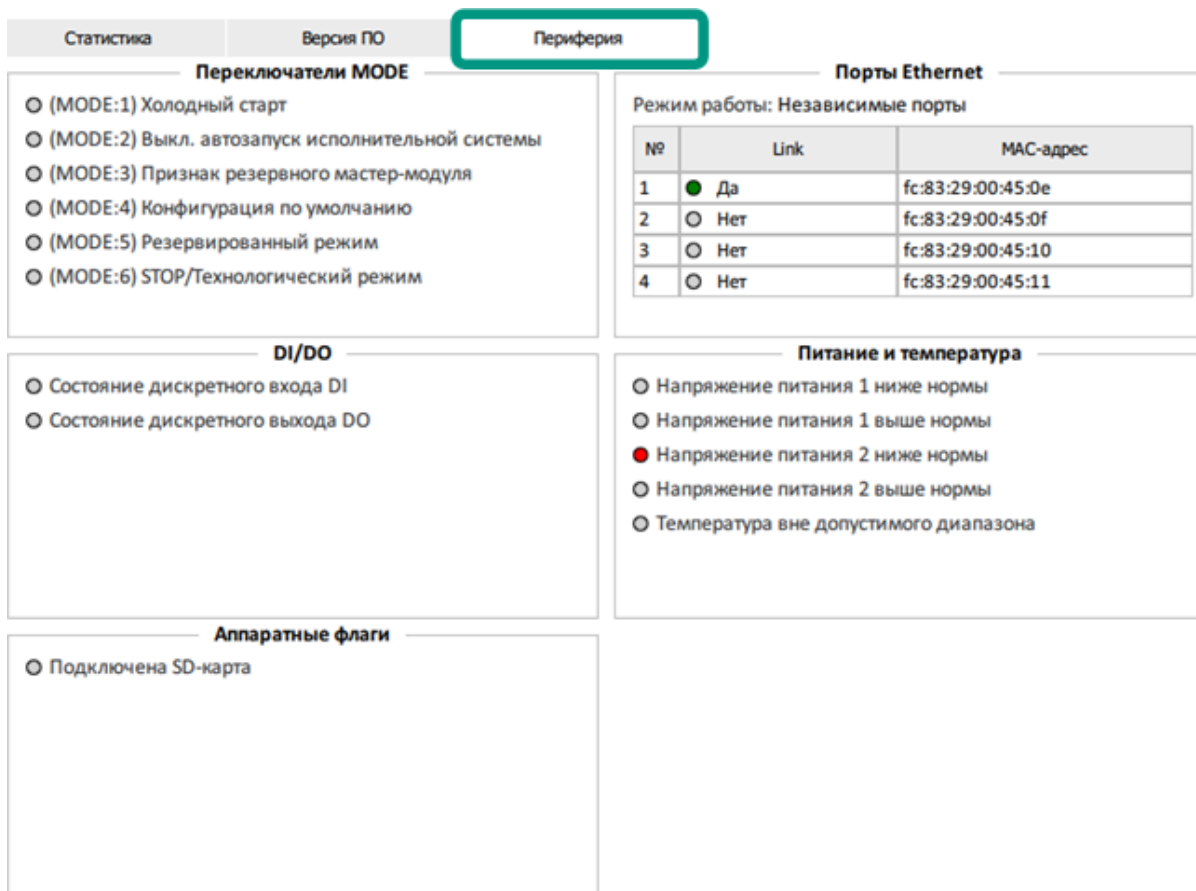 Статистика
Версия ПО
Периферия
Переключатели MODE
(MODE:1) Холодный старт
(MODE:2) Выкл. автозапуск исполнительной системы
(MODE:3) Признак резервного мастер-модуля
(MODE:4) Конфигурация по умолчанию
(MODE:5) Резервированный режим
(MODE:6) STOP/Технологический режим
Порты Ethernet
Режим работы: Независимые порты
№ Link MAC-адрес
1 Да fc:83:29:00:45:0e
2 Нет fc:83:29:00:45:0f
3 Нет fc:83:29:00:45:10
4 Нет fc:83:29:00:45:11
DI/DO
Состояние дискретного входа DI
Состояние дискретного выхода DO
Питание и температура
Напряжение питания 1 ниже нормы
Напряжение питания 1 выше нормы
Напряжение питания 2 ниже нормы
Напряжение питания 2 выше нормы
Температура вне допустимого диапазона
Аппаратные флаги
Подключена SD-карта